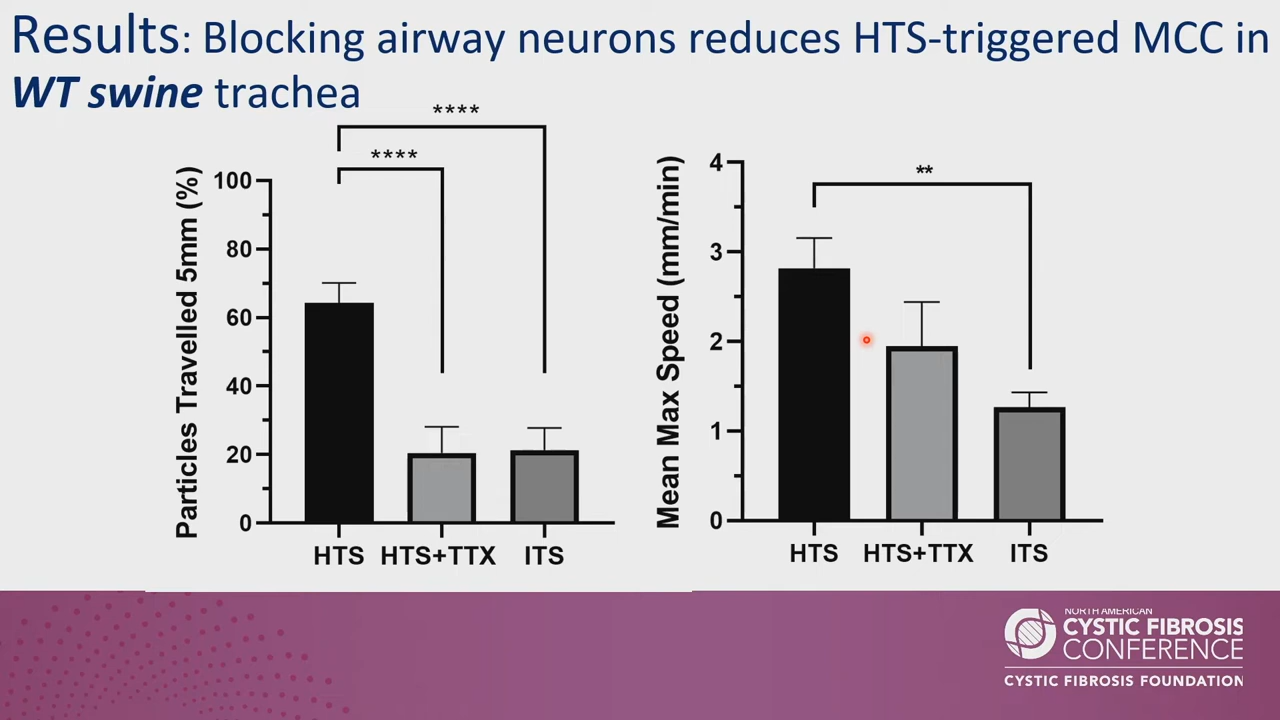 Results: Blocking airway neurons reduces HTS-triggered MCC in
WT swine trachea
****
****
Particles Travelled 5mm (%)
100
80
60
40
20
0
HTS
HTS+TTX
ITS
**
Mean Max Speed (mm/min)
4
3
2
1
0
HTS
HTS+TTX
ITS
NORTH AMERICAN
CYSTIC FIBROSIS
CONFERENCE
CYSTIC FIBROSIS FOUNDATION